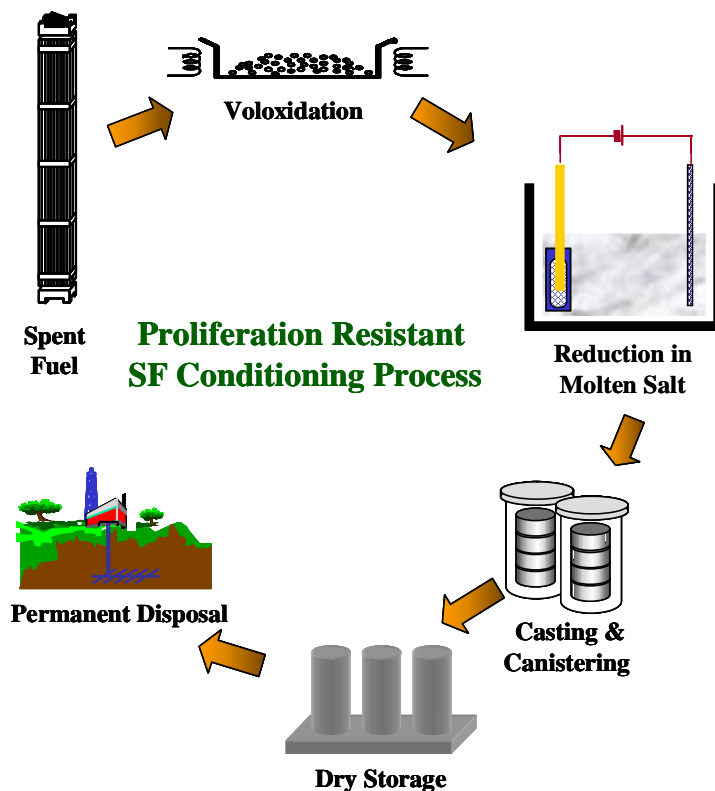 Voloxidation
Spent
Fuel
Proliferation Resistant
SF Conditioning Process
Reduction in
Molten Salt
Casting &
Canistering
Dry Storage
Permanent Disposal